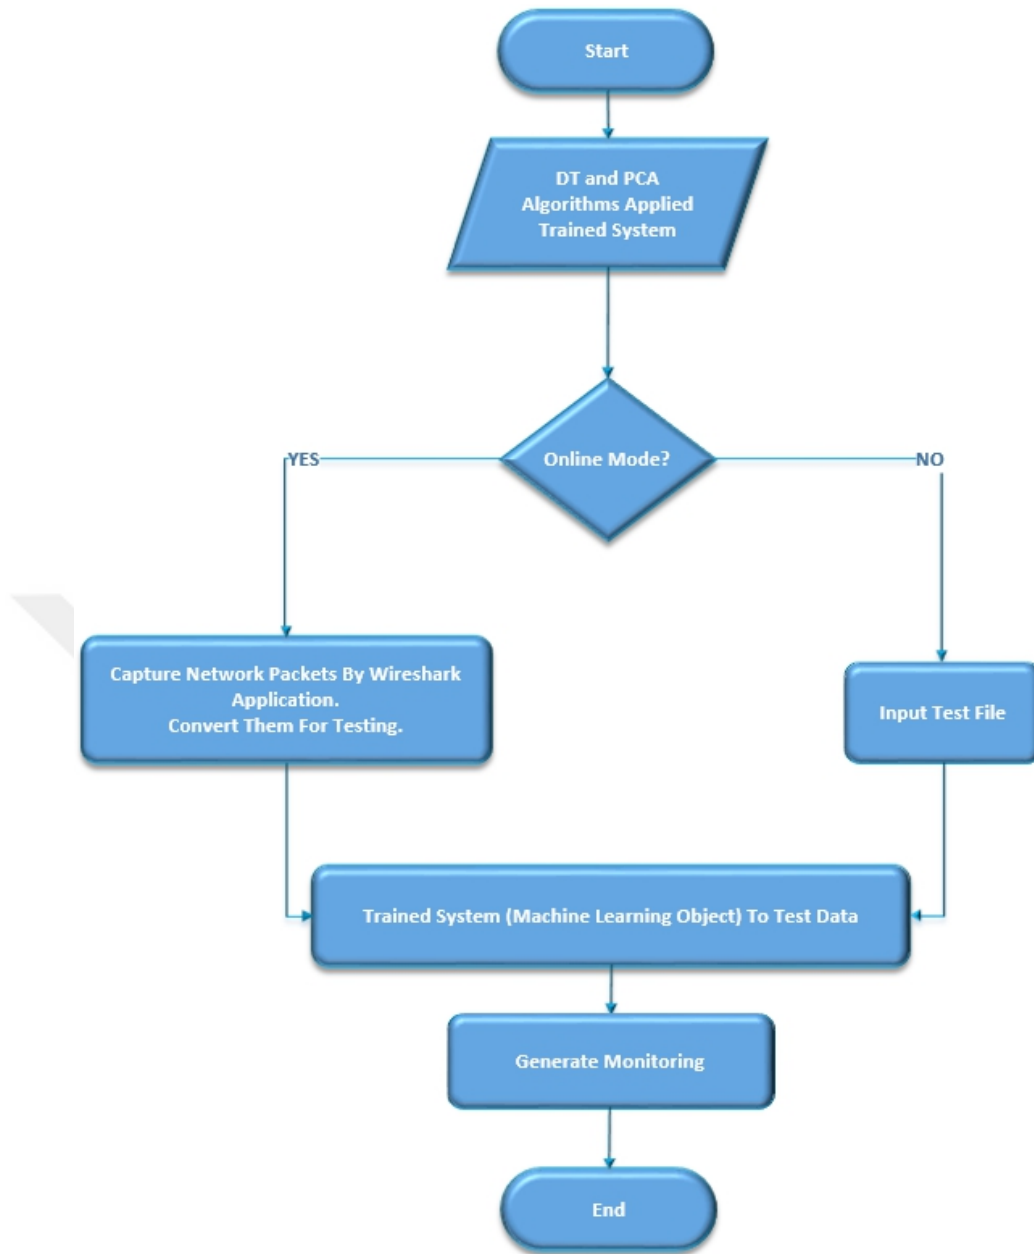 Start
DT and PCA
Algorithms Applied
Trained System
Online Mode?
YES
NO
Capture Network Packets By Wireshark
Application.
Convert Them For Testing.
Input Test File
Trained System (Machine Learning Object) To Test Data
Generate Monitoring
End